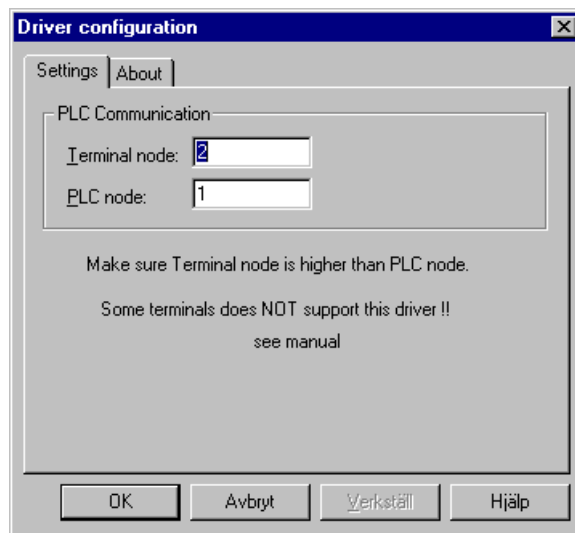 Driver configuration
Settings
About
PLC Communication
Terminal node:
2
PLC node:
1
Make sure Terminal node is higher than PLC node.
Some terminals does NOT support this driver !!
see manual
OK
Avbryt
Verkställ
Hjälp